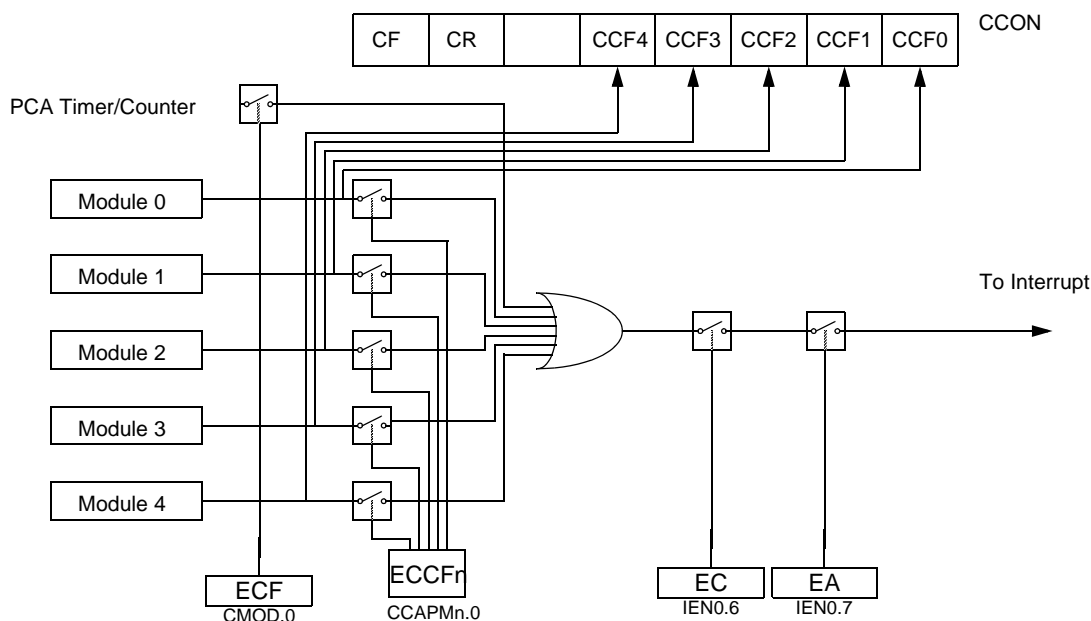 CCON
CF CR CCF4 CCF3 CCF2 CCF1 CCF0
PCA Timer/Counter
Module 0
Module 1
To Interrupt
Module 2
Module 3
Module 4
ECF
CMOD.0
ECCFn
CCAPMn.0
EC
IEN0.6
EA
IEN0.7